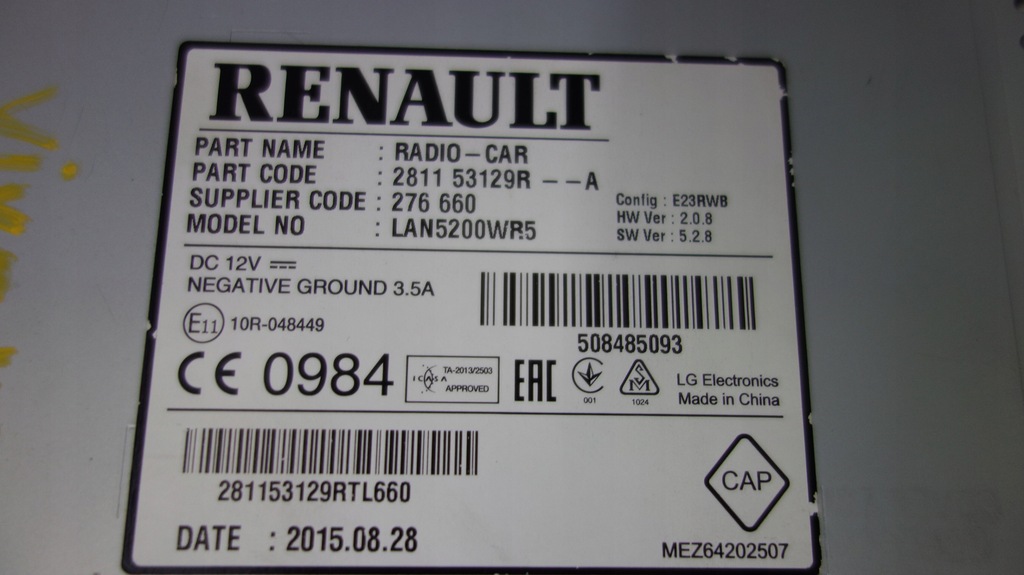 RENAULT
PART NAME : RADIO-CAR
PART CODE : 2811 53129R --A
SUPPLIER CODE : 276 660
MODEL NO : LAN5200WR5
Config : E23RWB
HW Ver : 2.0.8
SW Ver : 5.2.8
DC 12V
NEGATIVE GROUND 3.5A
E11 10R-048449
508485093
CE 0984
ICASA TA-2013/2503
APPROVED
EAC
001
SM
1024
LG Electronics
Made in China
281153129RTL660
CAP
DATE : 2015.08.28
MEZ64202507